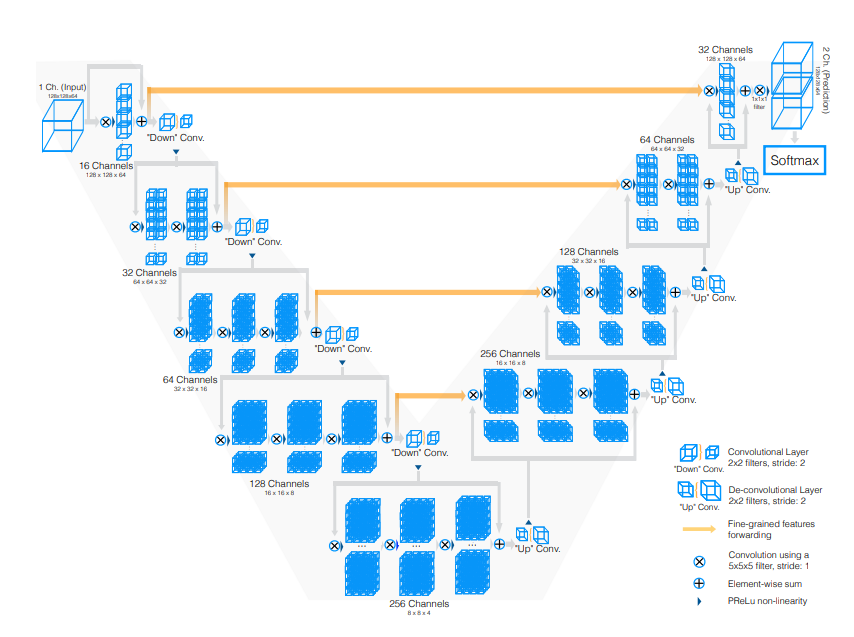 1 Ch. (Input)
128x128x64
"Down" Conv.
16 Channels
128 x 128 x 64
"Down" Conv.
32 Channels
64 x 64 x 32
"Down" Conv.
64 Channels
32 x 32 x 16
"Down" Conv.
128 Channels
16 x 16 x 8
256 Channels
8 x 8 x 4
"Up" Conv.
256 Channels
16 x 16 x 8
"Up" Conv.
128 Channels
32 x 32 x 16
"Up" Conv.
64 Channels
64 x 64 x 32
"Up" Conv.
32 Channels
128 x 128 x 64
1x1x1
filter
2 Ch. (Prediction)
128x128x64
Softmax
Convolutional Layer
2x2 filters, stride: 2
"Down" Conv.
De-convolutional Layer
2x2 filters, stride: 2
"Up" Conv.
Fine-grained features
forwarding
Convolution using a
5x5x5 filter, stride: 1
Element-wise sum
PReLu non-linearity